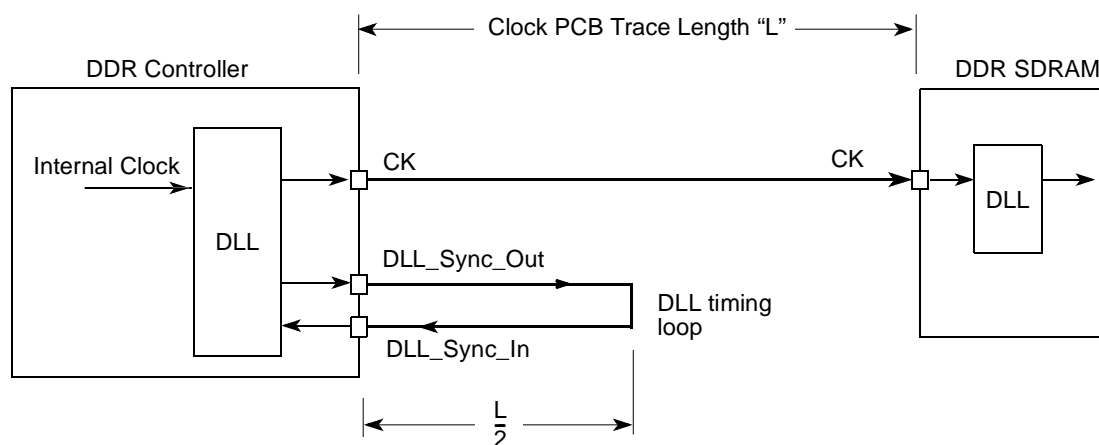 Clock PCB Trace Length “L”
DDR Controller
DDR SDRAM
Internal Clock
CK
CK
DLL
DLL
DLL_Sync_Out
DLL timing
loop
DLL_Sync_In
L
2